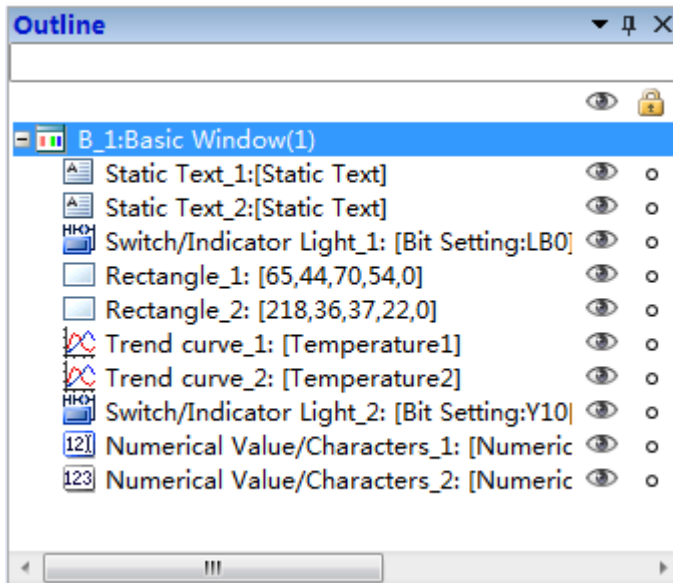 Outline
B_1:Basic Window(1)
Static Text_1:[Static Text]
Static Text_2:[Static Text]
Switch/Indicator Light_1: [Bit Setting:LB0]
Rectangle_1: [65,44,70,54,0]
Rectangle_2: [218,36,37,22,0]
Trend curve_1: [Temperature1]
Trend curve_2: [Temperature2]
Switch/Indicator Light_2: [Bit Setting:Y10
Numerical Value/Characters_1: [Numeric
123 Numerical Value/Characters_2: [Numeric